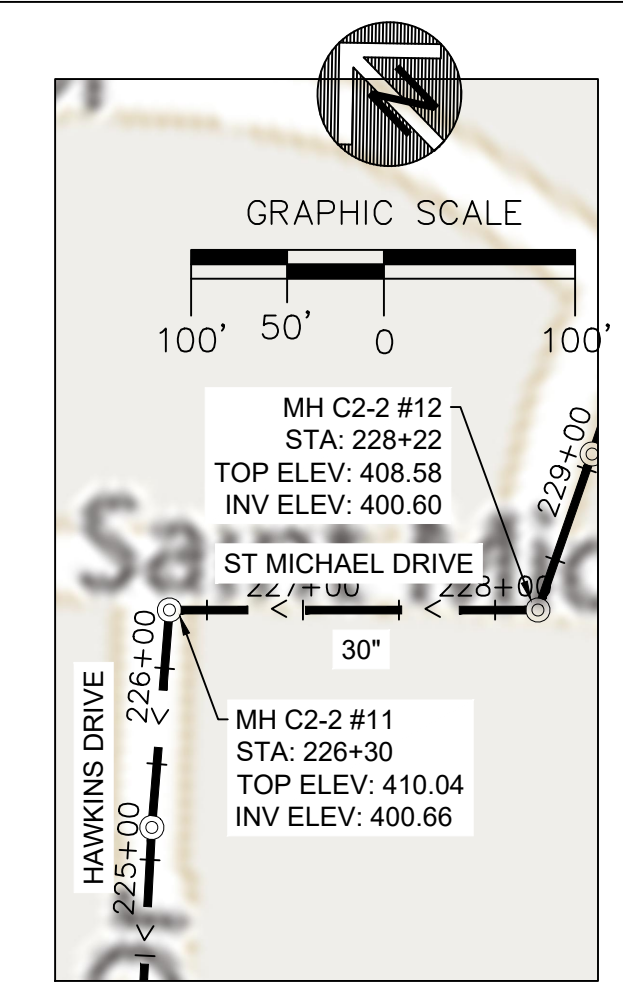 N
GRAPHIC SCALE
100' 50' 0 100'
MH C2-2 #12
STA: 228+22
TOP ELEV: 408.58
INV ELEV: 400.60
229+00
Saint Mic
ST MICHAEL DRIVE
227+00 228+00
30"
226+00
HAWKINS DRIVE
225+00
MH C2-2 #11
STA: 226+30
TOP ELEV: 410.04
INV ELEV: 400.66